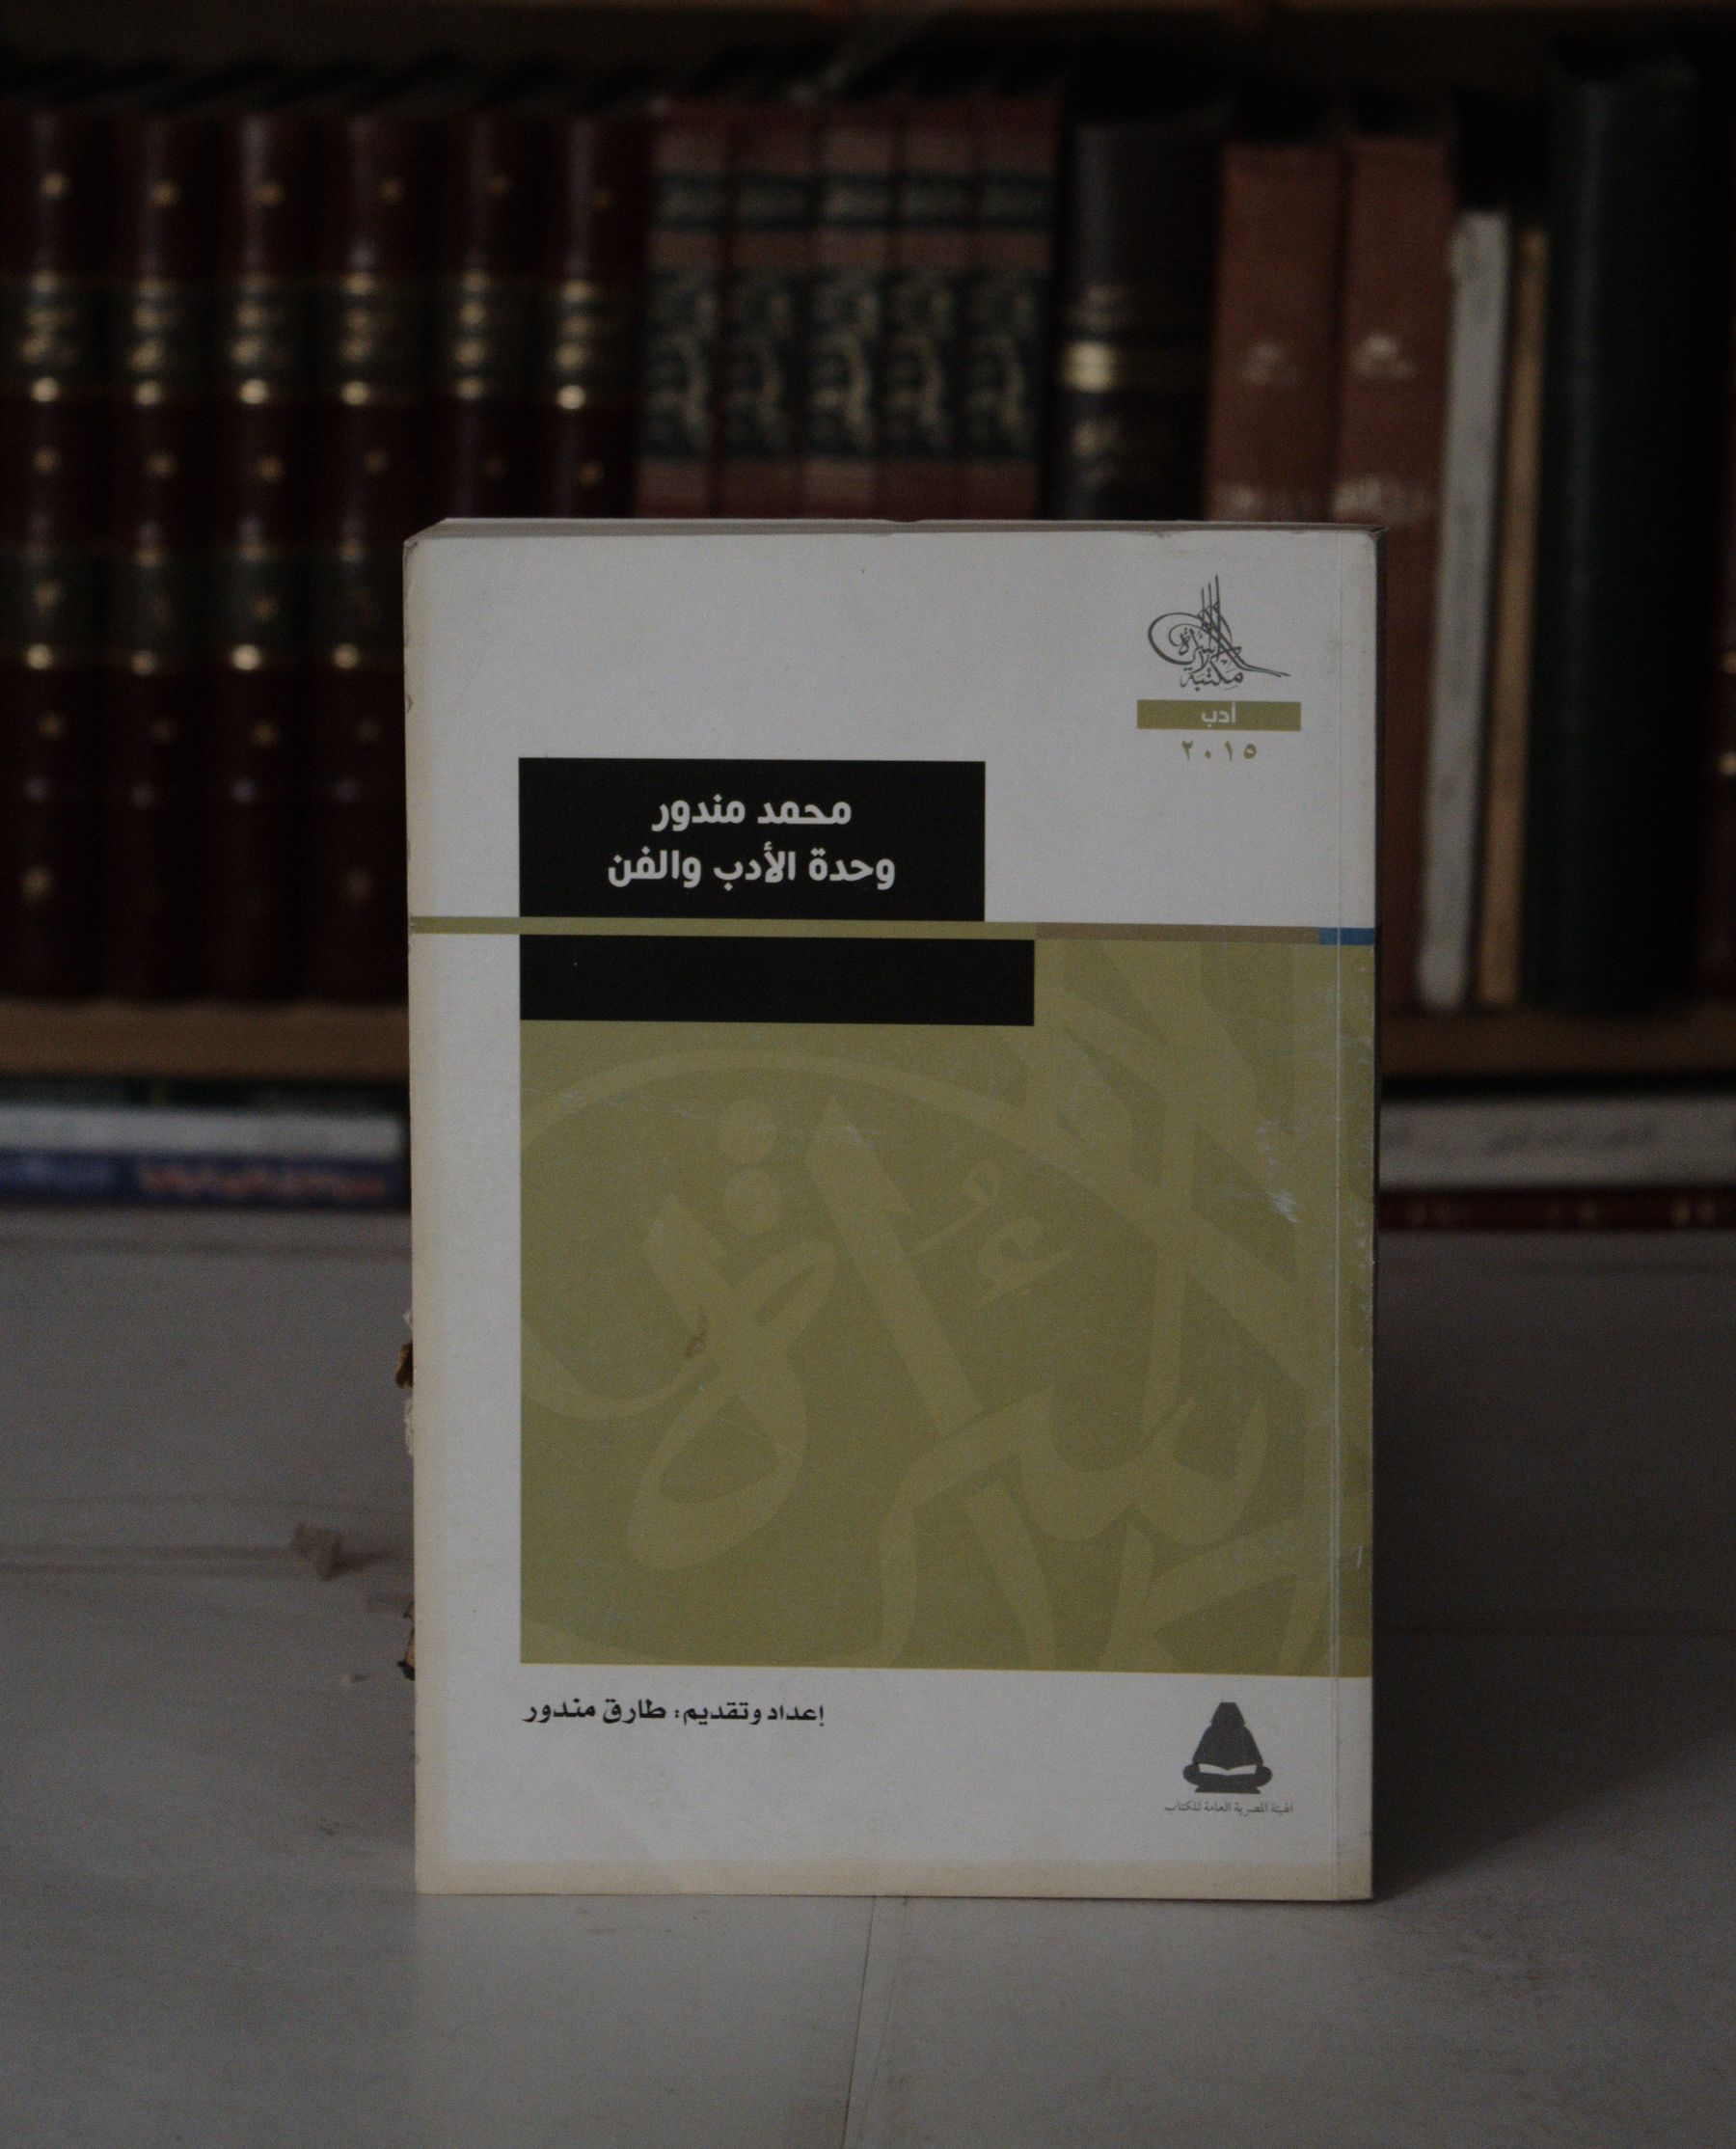 مكتبة الأسرة
أدب
٢٠١٥
محمد مندور
وحدة الأدب والفن
إعداد وتقديم: طارق مندور
الهيئة المصرية العامة للكتاب